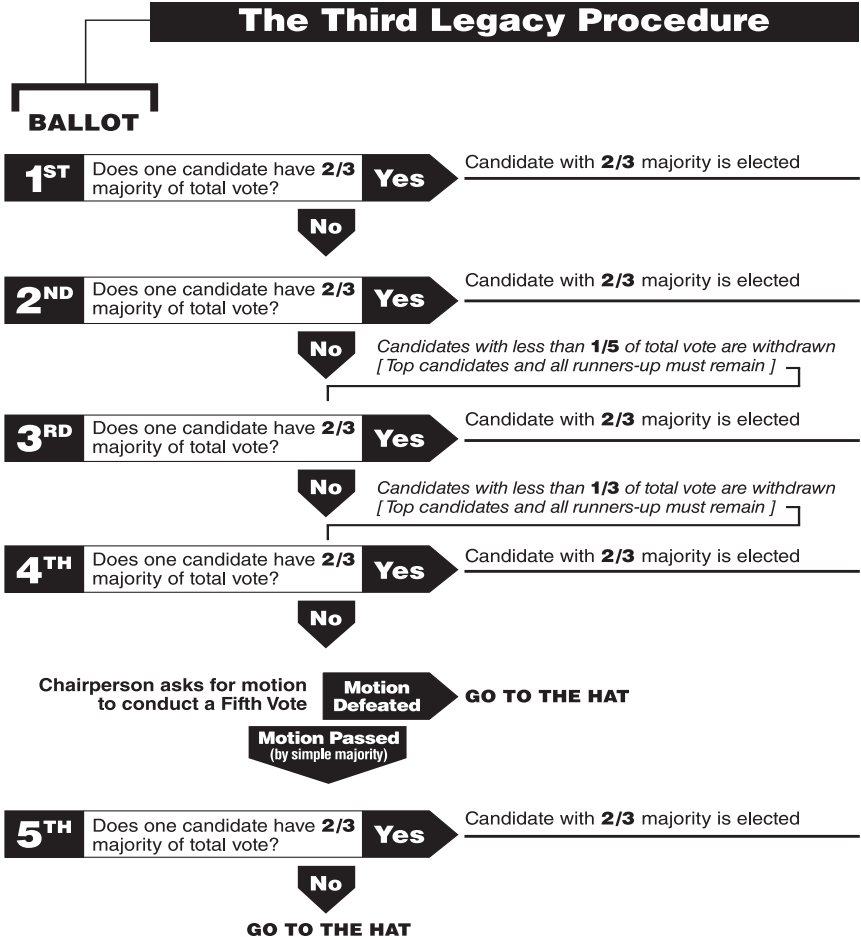 The Third Legacy Procedure
BALLOT
1ST
Does one candidate have 2/3
majority of total vote?
Yes
Candidate with 2/3 majority is elected
No
2ND
Does one candidate have 2/3
majority of total vote?
Yes
Candidate with 2/3 majority is elected
No
Candidates with less than 1/5 of total vote are withdrawn
[ Top candidates and all runners-up must remain ]
3RD
Does one candidate have 2/3
majority of total vote?
Yes
Candidate with 2/3 majority is elected
No
Candidates with less than 1/3 of total vote are withdrawn
[ Top candidates and all runners-up must remain ]
4TH
Does one candidate have 2/3
majority of total vote?
Yes
Candidate with 2/3 majority is elected
No
Chairperson asks for motion
to conduct a Fifth Vote
Motion
Defeated
GO TO THE HAT
Motion Passed
(by simple majority)
5TH
Does one candidate have 2/3
majority of total vote?
Yes
Candidate with 2/3 majority is elected
No
GO TO THE HAT